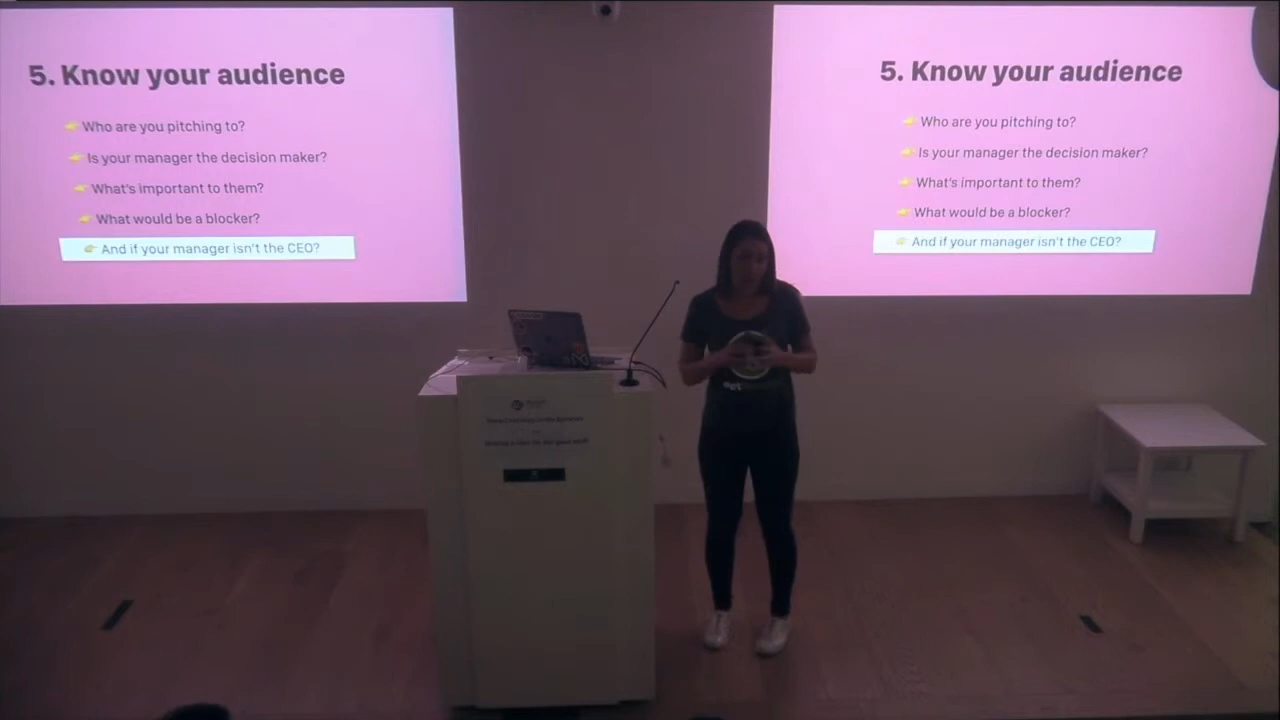 5. Know your audience
👉 Who are you pitching to?
👉 Is your manager the decision maker?
👉 What's important to them?
👉 What would be a blocker?
👉 And if your manager isn't the CEO?
5. Know your audience
👉 Who are you pitching to?
👉 Is your manager the decision maker?
👉 What's important to them?
👉 What would be a blocker?
👉 And if your manager isn't the CEO?